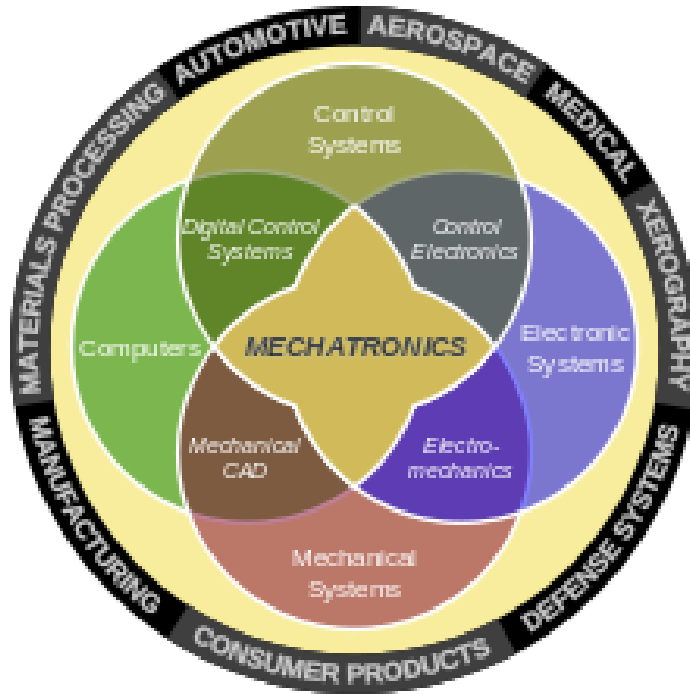 AUTOMOTIVE
AEROSPACE
MEDICAL
XEROGRAPHY
DEFENSE SYSTEMS
CONSUMER PRODUCTS
MANUFACTURING
MATERIALS PROCESSING
Control
Systems
Digital Control
Systems
Control
Electronics
Computers
MECHATRONICS
Electronic
Systems
Mechanical
CAD
Electro-
mechanics
Mechanical
Systems